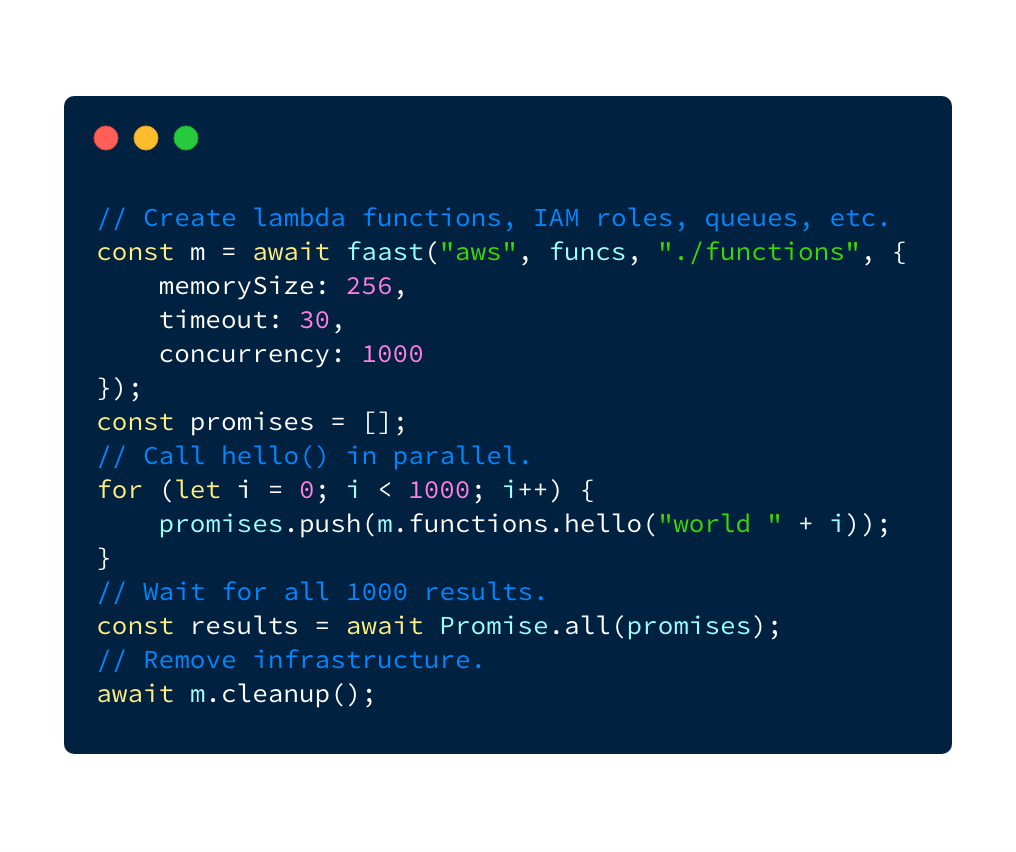 // Create lambda functions, IAM roles, queues, etc.
const m = await faast("aws", funcs, "./functions", {
    memorySize: 256,
    timeout: 30,
    concurrency: 1000
});
const promises = [];
// Call hello() in parallel.
for (let i = 0; i < 1000; i++) {
    promises.push(m.functions.hello("world " + i));
}
// Wait for all 1000 results.
const results = await Promise.all(promises);
// Remove infrastructure.
await m.cleanup();